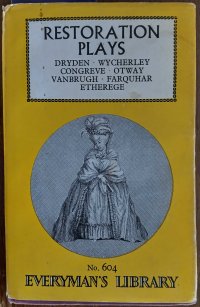 RESTORATION
PLAYS
DRYDEN · WYCHERLEY
CONGREVE · OTWAY
VANBRUGH · FARQUHAR
ETHEREGE
No. 604
EVERYMAN'S LIBRARY